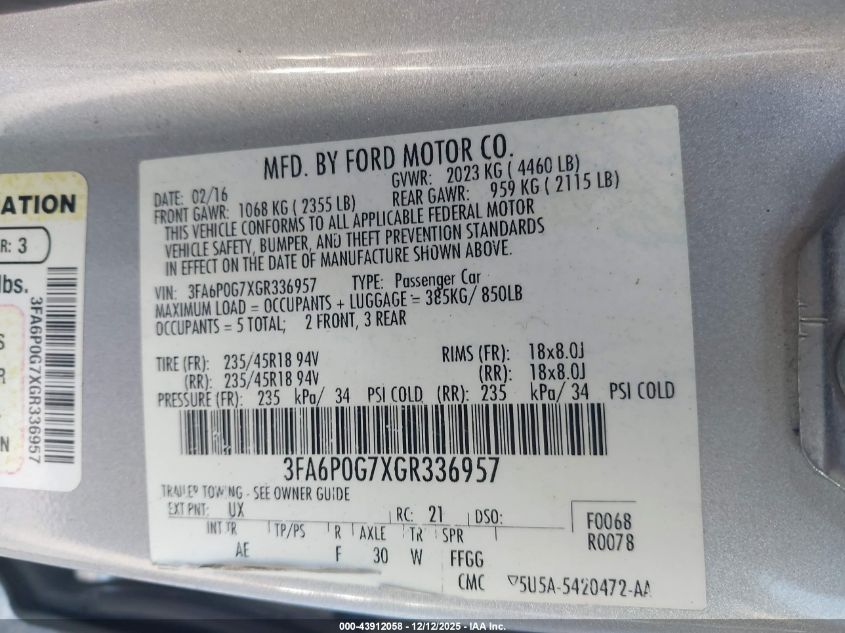 ATION
R: 3
lbs.
3FA6P0G7XGR336957
S
R
N
MFD. BY FORD MOTOR CO.
DATE: 02/16 GVWR: 2023 KG ( 4460 LB)
FRONT GAWR: 1068 KG ( 2355 LB) REAR GAWR: 959 KG ( 2115 LB)
THIS VEHICLE CONFORMS TO ALL APPLICABLE FEDERAL MOTOR
VEHICLE SAFETY, BUMPER, AND THEFT PREVENTION STANDARDS
IN EFFECT ON THE DATE OF MANUFACTURE SHOWN ABOVE.
VIN: 3FA6P0G7XGR336957 TYPE: Passenger Car
MAXIMUM LOAD = OCCUPANTS + LUGGAGE = 385KG/ 850LB
OCCUPANTS = 5 TOTAL; 2 FRONT, 3 REAR
TIRE (FR): 235/45R18 94V RIMS (FR): 18x8.0J
(RR): 235/45R18 94V (RR): 18x8.0J
PRESSURE (FR): 235 kPa/ 34 PSI COLD (RR): 235 kPa/ 34 PSI COLD
3FA6P0G7XGR336957
TRAILER TOWING - SEE OWNER GUIDE
EXT PNT: UX RC: 21 DSO: F0068
INT TR TP/PS R AXLE TR SPR R0078
AE F 30 W FFGG
CMC 5U5A-5420472-AA
000-43912058 - 12/12/2025 - IAA Inc.